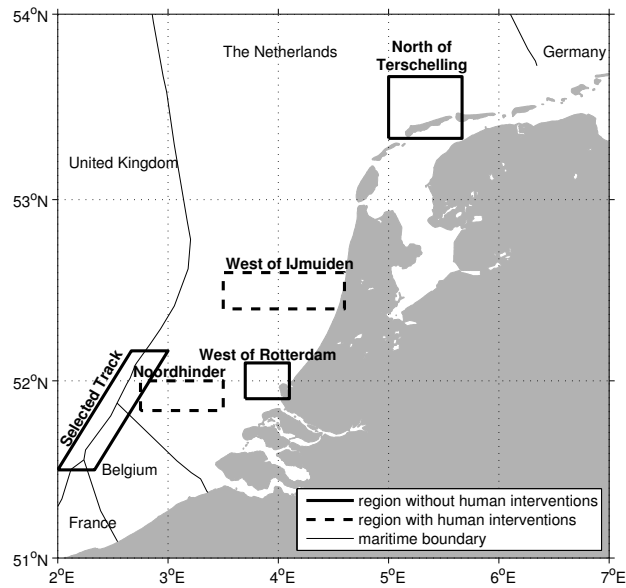 54°N
The Netherlands
North of
Terschelling
Germany
United Kingdom
53°N
West of IJmuiden
West of Rotterdam
Noordhinder
Selected Track
52°N
Belgium
France
region without human interventions
region with human interventions
maritime boundary
51°N
2°E
3°E
4°E
5°E
6°E
7°E